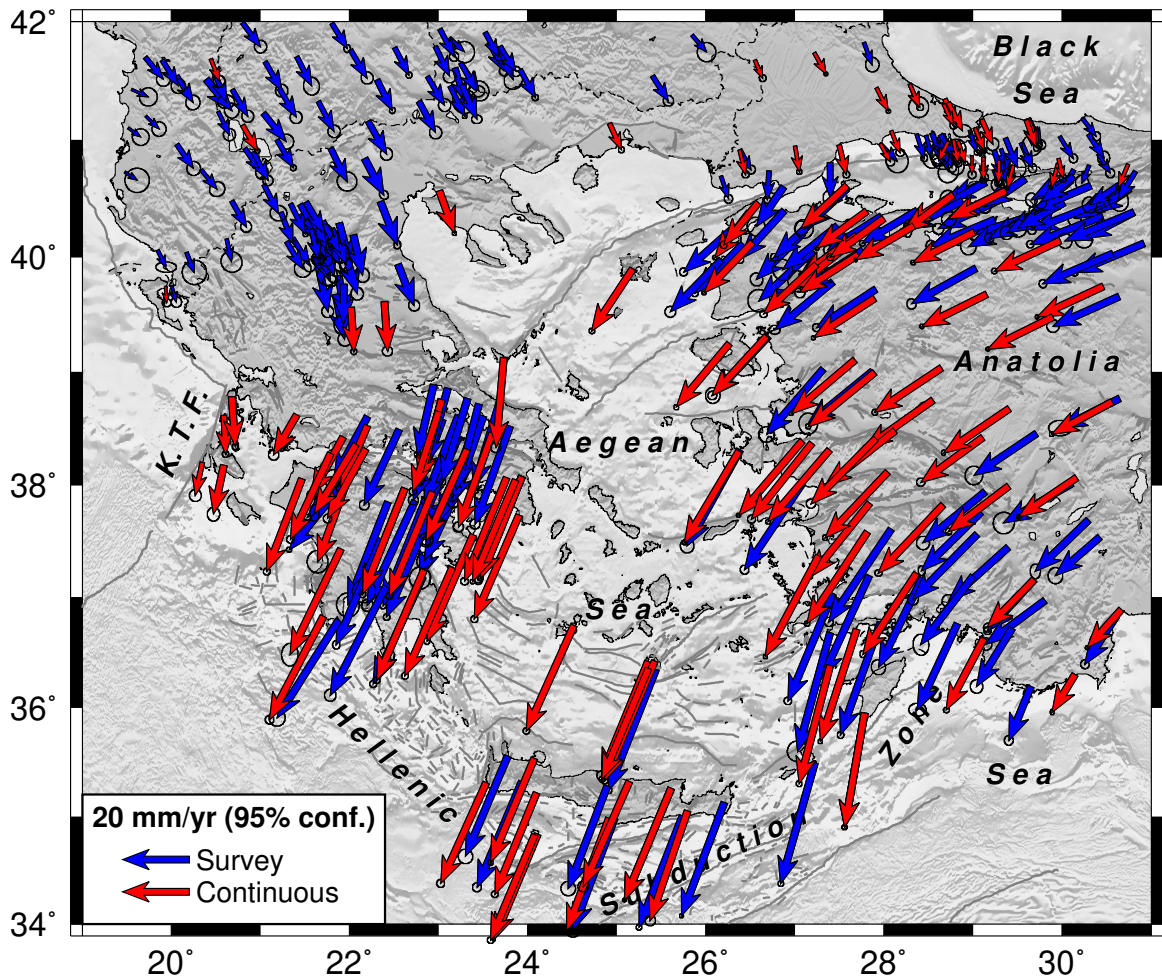 42˚
Black
Sea
40˚
Anatolia
K. T. F.
Aegean
38˚
Sea
36˚
Hellenic
Zone
Sea
Subduction
20 mm/yr (95% conf.)
Survey
Continuous
34˚
20˚
22˚
24˚
26˚
28˚
30˚